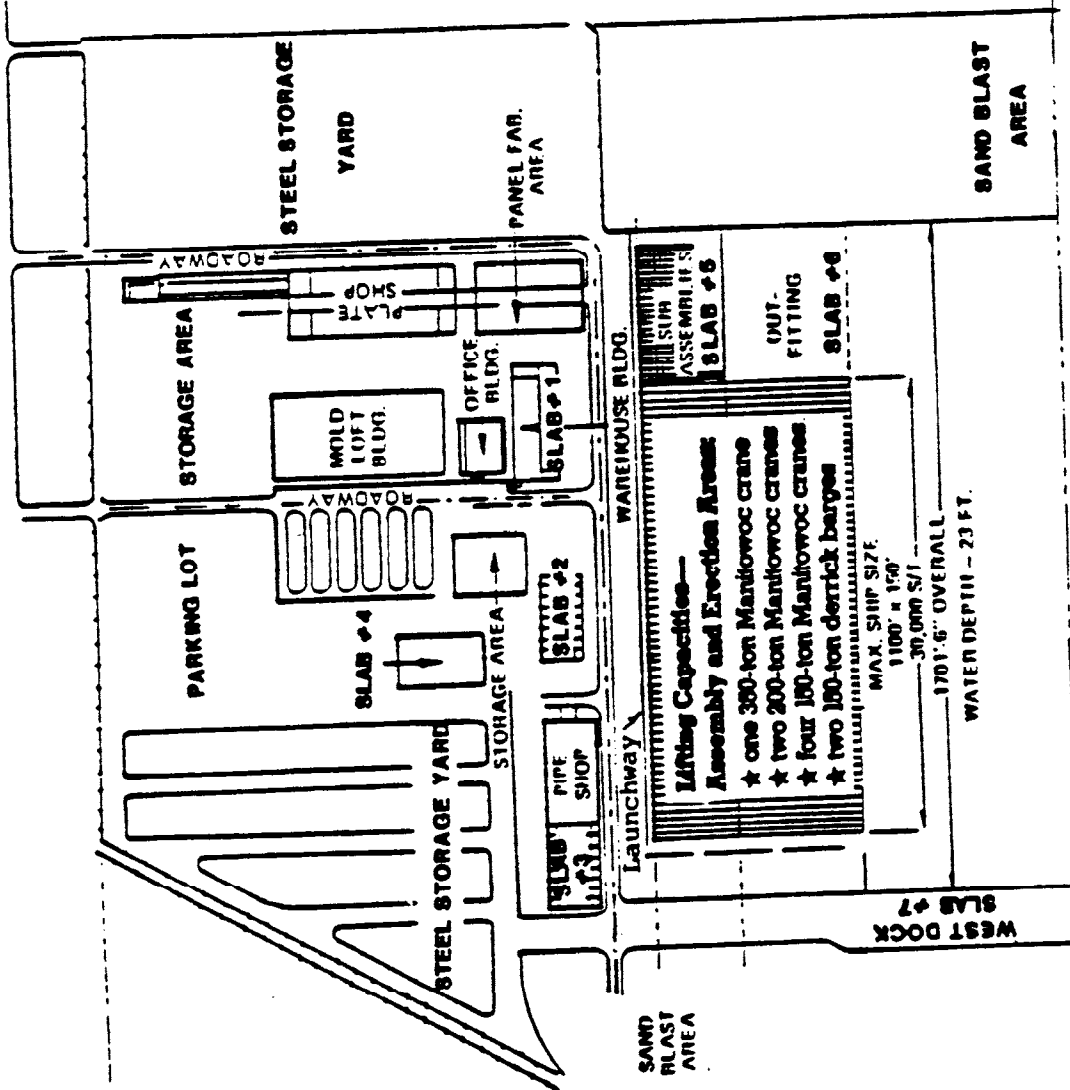 STEEL STORAGE
YARD
PANEL FAB.
AREA
SAND BLAST
AREA
ROADWAY
PLATE
SHOP
STORAGE AREA
MOLD
LOFT
BLDG.
OFFICE
BLDG.
SLAB #1
ROADWAY
WAREHOUSE BLDG.
SUB
ASSEMBLIES
SLAB #5
OUT-
FITTING
SLAB #6
PARKING LOT
SLAB #4
STORAGE AREA
SLAB #2
STEEL STORAGE YARD
PIPE
SHOP
SLAB
#3
Launchway
Lifting Capacities—
Assembly and Erection Areas:
★ one 350-ton Manitowoc crane
★ two 200-ton Manitowoc cranes
★ four 180-ton Manitowoc cranes
★ two 180-ton derrick barges
MAX. SHIP SIZE
1100' x 150'
30,000 S/T
1701'-6" OVERALL
WATER DEPTH – 23 FT.
WEST DOCK
SLAB #7
SAND
BLAST
AREA